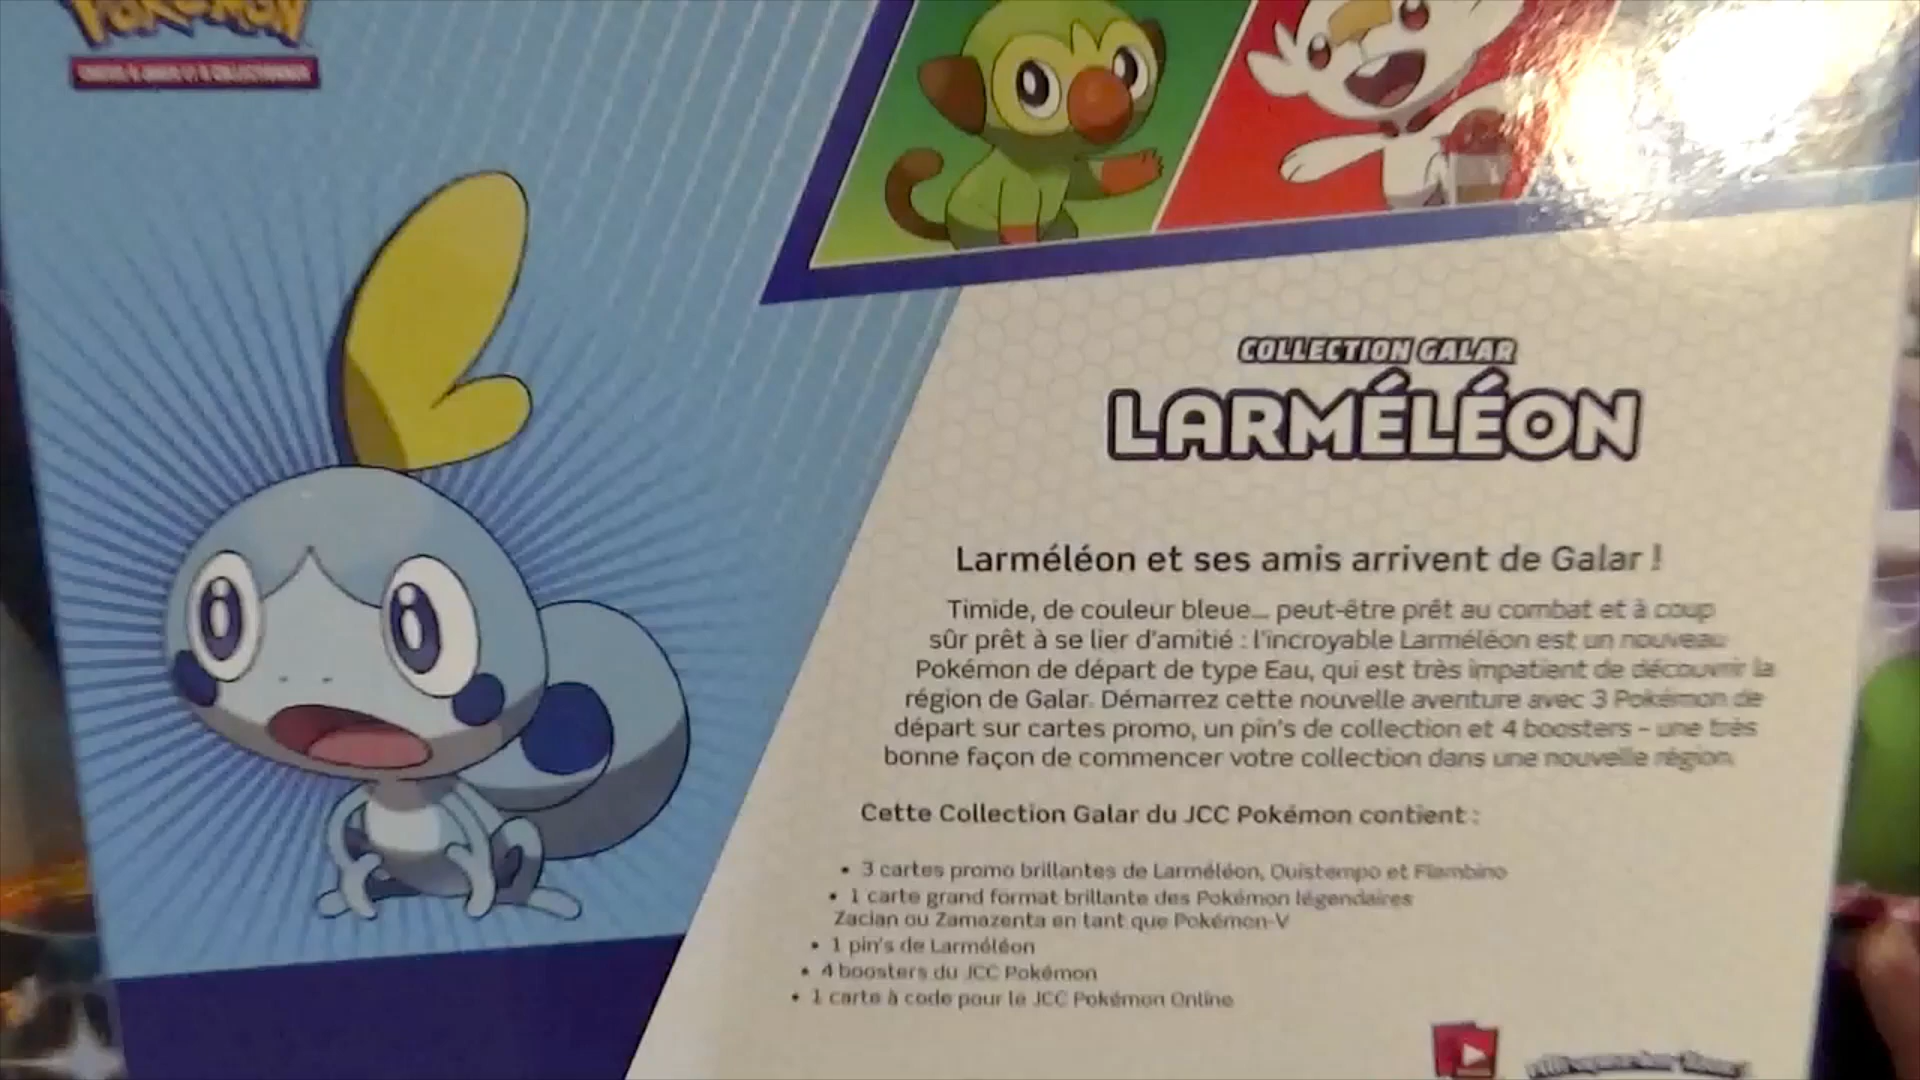 POKÉMON
CARTES À JOUER ET À COLLECTIONNER
COLLECTION GALAR
LARMÉLÉON
Larméléon et ses amis arrivent de Galar !
Timide, de couleur bleue... peut-être prêt au combat et à coup
sûr prêt à se lier d'amitié : l'incroyable Larméléon est un nouveau
Pokémon de départ de type Eau, qui est très impatient de découvrir la
région de Galar. Démarrez cette nouvelle aventure avec 3 Pokémon de
départ sur cartes promo, un pin's de collection et 4 boosters – une très
bonne façon de commencer votre collection dans une nouvelle région.
Cette Collection Galar du JCC Pokémon contient :
• 3 cartes promo brillantes de Larméléon, Ouistempo et Flambino
• 1 carte grand format brillante des Pokémon légendaires
Zacian ou Zamazenta en tant que Pokémon-V
• 1 pin's de Larméléon
• 4 boosters du JCC Pokémon
• 1 carte à code pour le JCC Pokémon Online